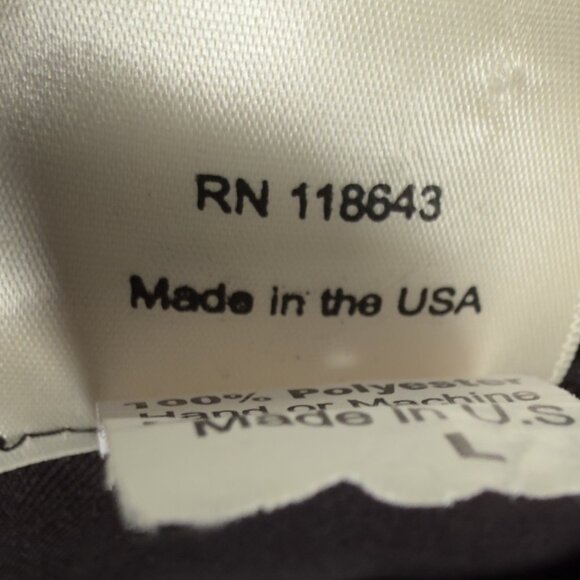 RN 118643
Made in the USA
100% Polyester
Hand or Machine
Made in U.S
L